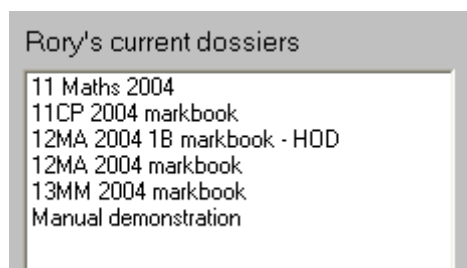 Rory's current dossiers
11 Maths 2004
11CP 2004 markbook
12MA 2004 1B markbook - HOD
12MA 2004 markbook
13MM 2004 markbook
Manual demonstration